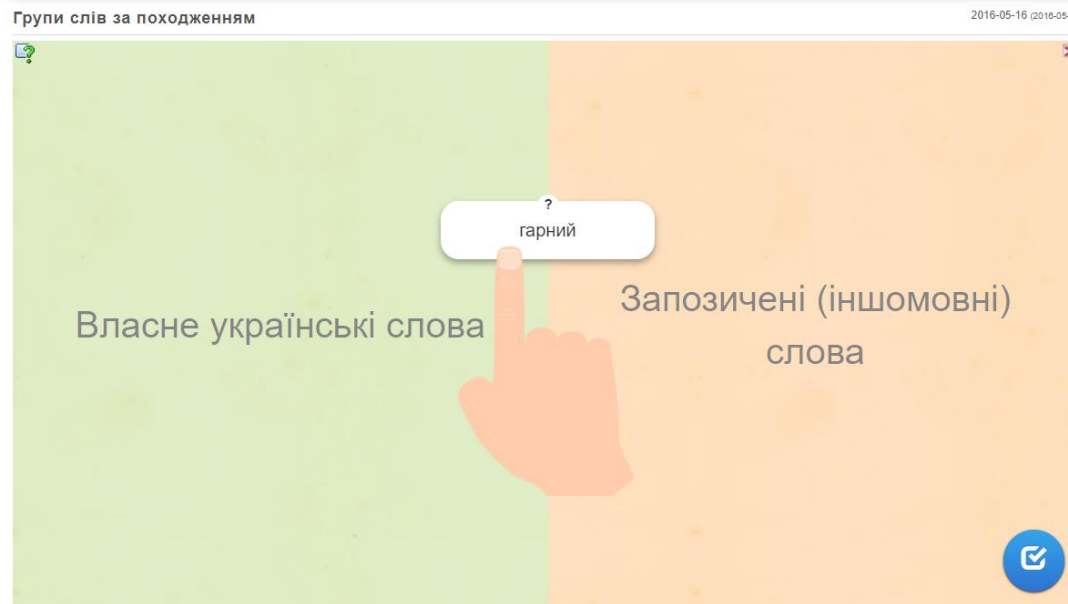 Групи слів за походженням
2016-05-16 (2016-05-
?
гарний
Власне українські слова
Запозичені (іншомовні)
слова